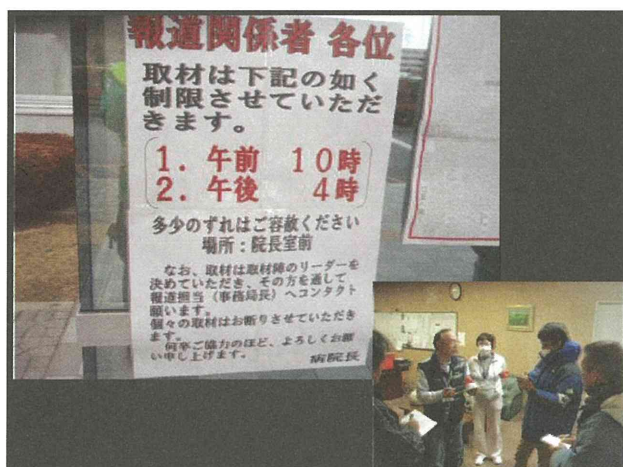 報道関係者 各位
取材は下記の如く
制限させていただ
きます。
1. 午前 10時
2. 午後 4時
多少のずれはご容赦ください
場所:院長室前
なお、取材は取材陣のリーダーを
決めていただき、その方を通して
報道担当(事務局長)へコンタクト
願います。
個々の取材はお断りさせていただき
ます。
何卒ご協力のほど、よろしくお願
い申し上げます。
病院長